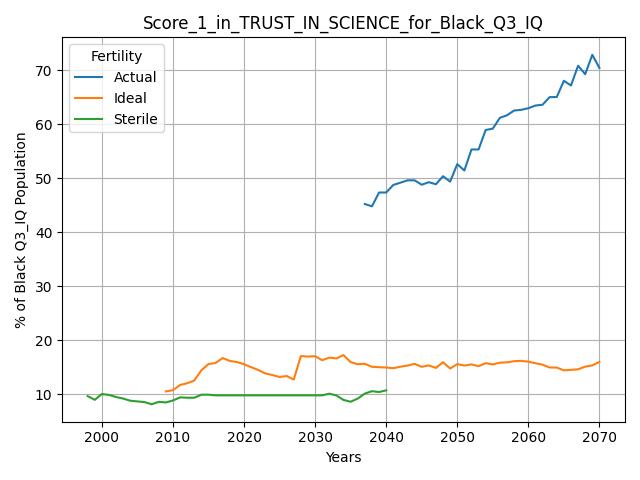 Score_1_in_TRUST_IN_SCIENCE_for_Black_Q3_IQ
Fertility
Actual
Ideal
Sterile
% of Black Q3_IQ Population
70
60
50
40
30
20
10
2000 2010 2020 2030 2040 2050 2060 2070
Years